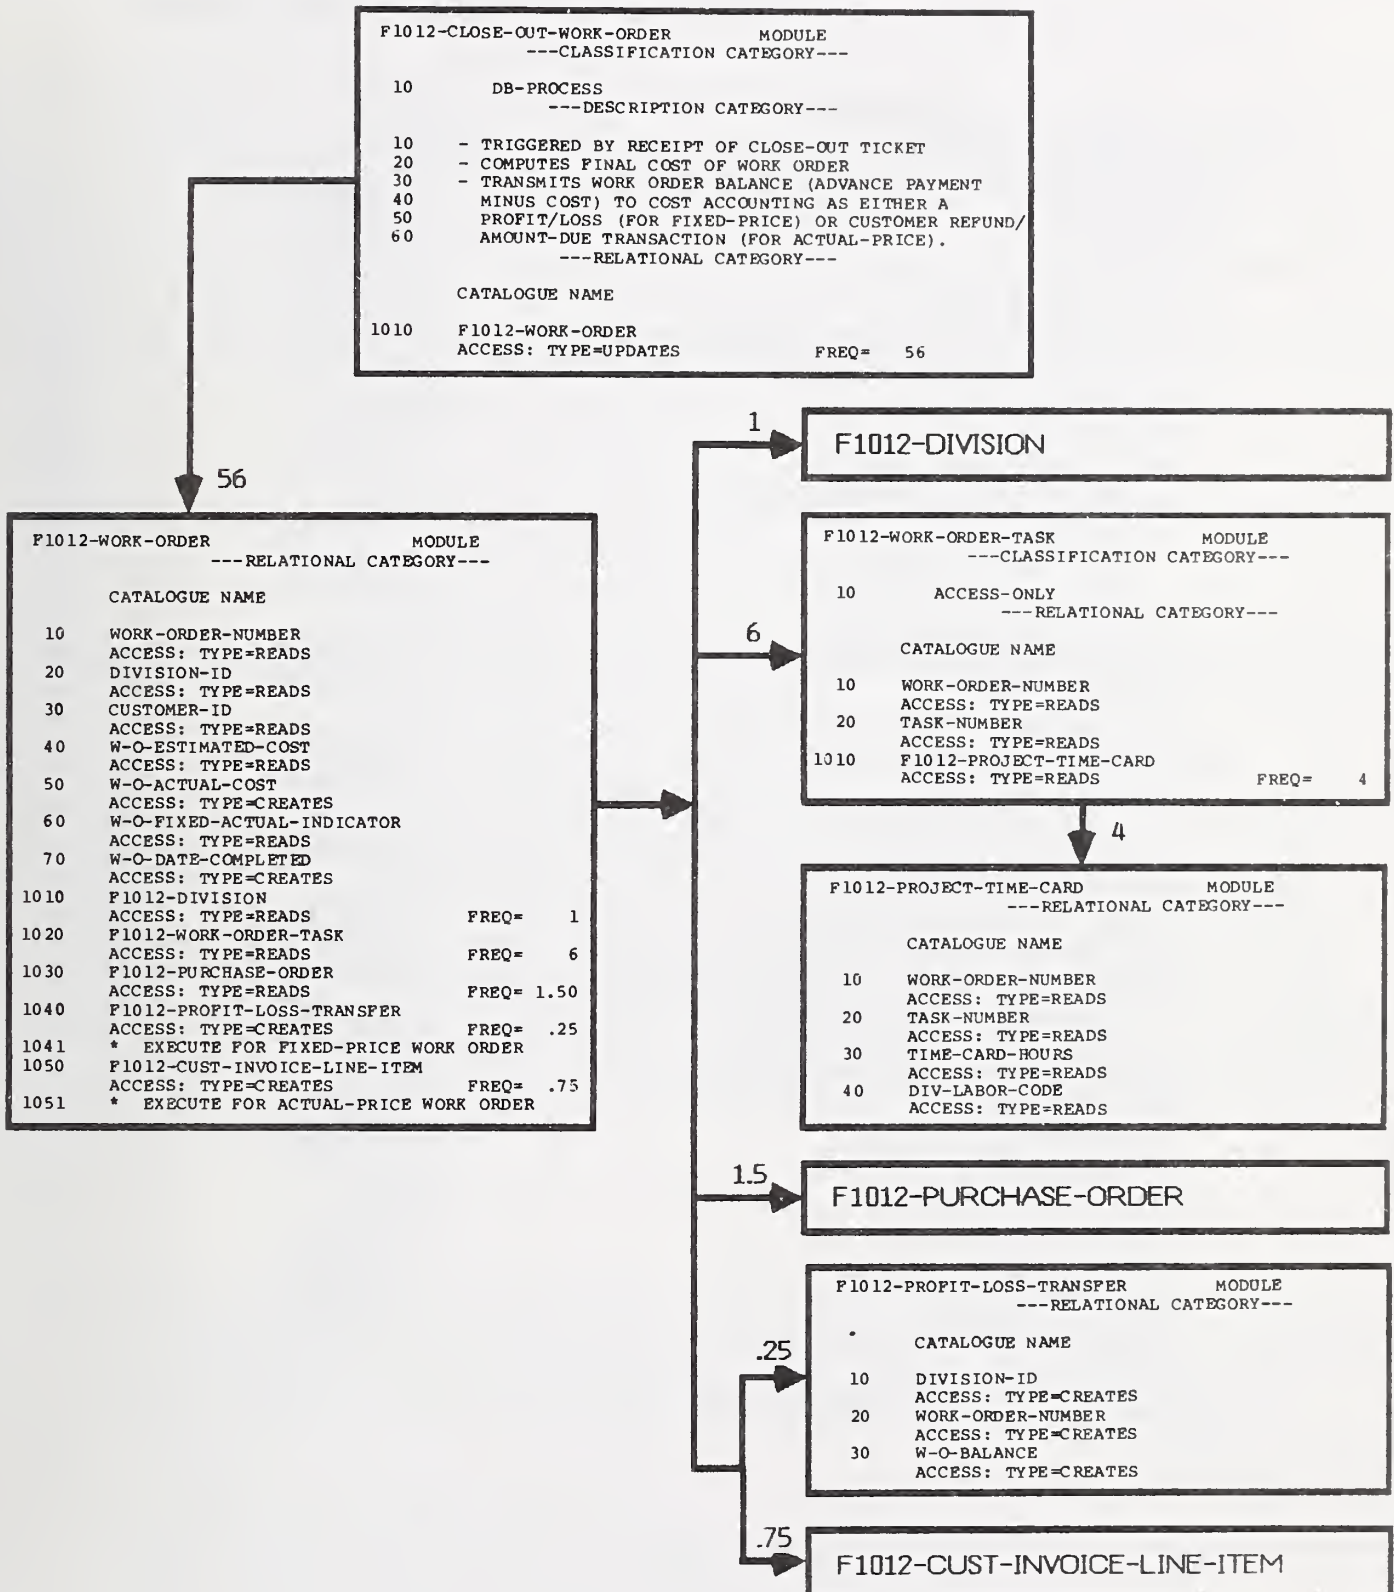 F1012-CLOSE-OUT-WORK-ORDER MODULE
---CLASSIFICATION CATEGORY---
10 DB-PROCESS
---DESCRIPTION CATEGORY---
10 - TRIGGERED BY RECEIPT OF CLOSE-OUT TICKET
20 - COMPUTES FINAL COST OF WORK ORDER
30 - TRANSMITS WORK ORDER BALANCE (ADVANCE PAYMENT
40 MINUS COST) TO COST ACCOUNTING AS EITHER A
50 PROFIT/LOSS (FOR FIXED-PRICE) OR CUSTOMER REFUND/
60 AMOUNT-DUE TRANSACTION (FOR ACTUAL-PRICE).
---RELATIONAL CATEGORY---
CATALOGUE NAME
1010 F1012-WORK-ORDER
ACCESS: TYPE=UPDATES FREQ= 56
56
F1012-WORK-ORDER MODULE
---RELATIONAL CATEGORY---
CATALOGUE NAME
10 WORK-ORDER-NUMBER
ACCESS: TYPE=READS
20 DIVISION-ID
ACCESS: TYPE=READS
30 CUSTOMER-ID
ACCESS: TYPE=READS
40 W-O-ESTIMATED-COST
ACCESS: TYPE=READS
50 W-O-ACTUAL-COST
ACCESS: TYPE=CREATES
60 W-O-FIXED-ACTUAL-INDICATOR
ACCESS: TYPE=READS
70 W-O-DATE-COMPLETED
ACCESS: TYPE=CREATES
1010 F1012-DIVISION
ACCESS: TYPE=READS FREQ= 1
1020 F1012-WORK-ORDER-TASK
ACCESS: TYPE=READS FREQ= 6
1030 F1012-PURCHASE-ORDER
ACCESS: TYPE=READS FREQ= 1.50
1040 F1012-PROFIT-LOSS-TRANSFER
ACCESS: TYPE=CREATES FREQ= .25
1041 * EXECUTE FOR FIXED-PRICE WORK ORDER
1050 F1012-CUST-INVOICE-LINE-ITEM
ACCESS: TYPE=CREATES FREQ= .75
1051 * EXECUTE FOR ACTUAL-PRICE WORK ORDER
1
F1012-DIVISION
6
F1012-WORK-ORDER-TASK MODULE
---CLASSIFICATION CATEGORY---
10 ACCESS-ONLY
---RELATIONAL CATEGORY---
CATALOGUE NAME
10 WORK-ORDER-NUMBER
ACCESS: TYPE=READS
20 TASK-NUMBER
ACCESS: TYPE=READS
1010 F1012-PROJECT-TIME-CARD
ACCESS: TYPE=READS FREQ= 4
4
F1012-PROJECT-TIME-CARD MODULE
---RELATIONAL CATEGORY---
CATALOGUE NAME
10 WORK-ORDER-NUMBER
ACCESS: TYPE=READS
20 TASK-NUMBER
ACCESS: TYPE=READS
30 TIME-CARD-HOURS
ACCESS: TYPE=READS
40 DIV-LABOR-CODE
ACCESS: TYPE=READS
1.5
F1012-PURCHASE-ORDER
.25
F1012-PROFIT-LOSS-TRANSFER MODULE
---RELATIONAL CATEGORY---
CATALOGUE NAME
10 DIVISION-ID
ACCESS: TYPE=CREATES
20 WORK-ORDER-NUMBER
ACCESS: TYPE=CREATES
30 W-O-BALANCE
ACCESS: TYPE=CREATES
.75
F1012-CUST-INVOICE-LINE-ITEM